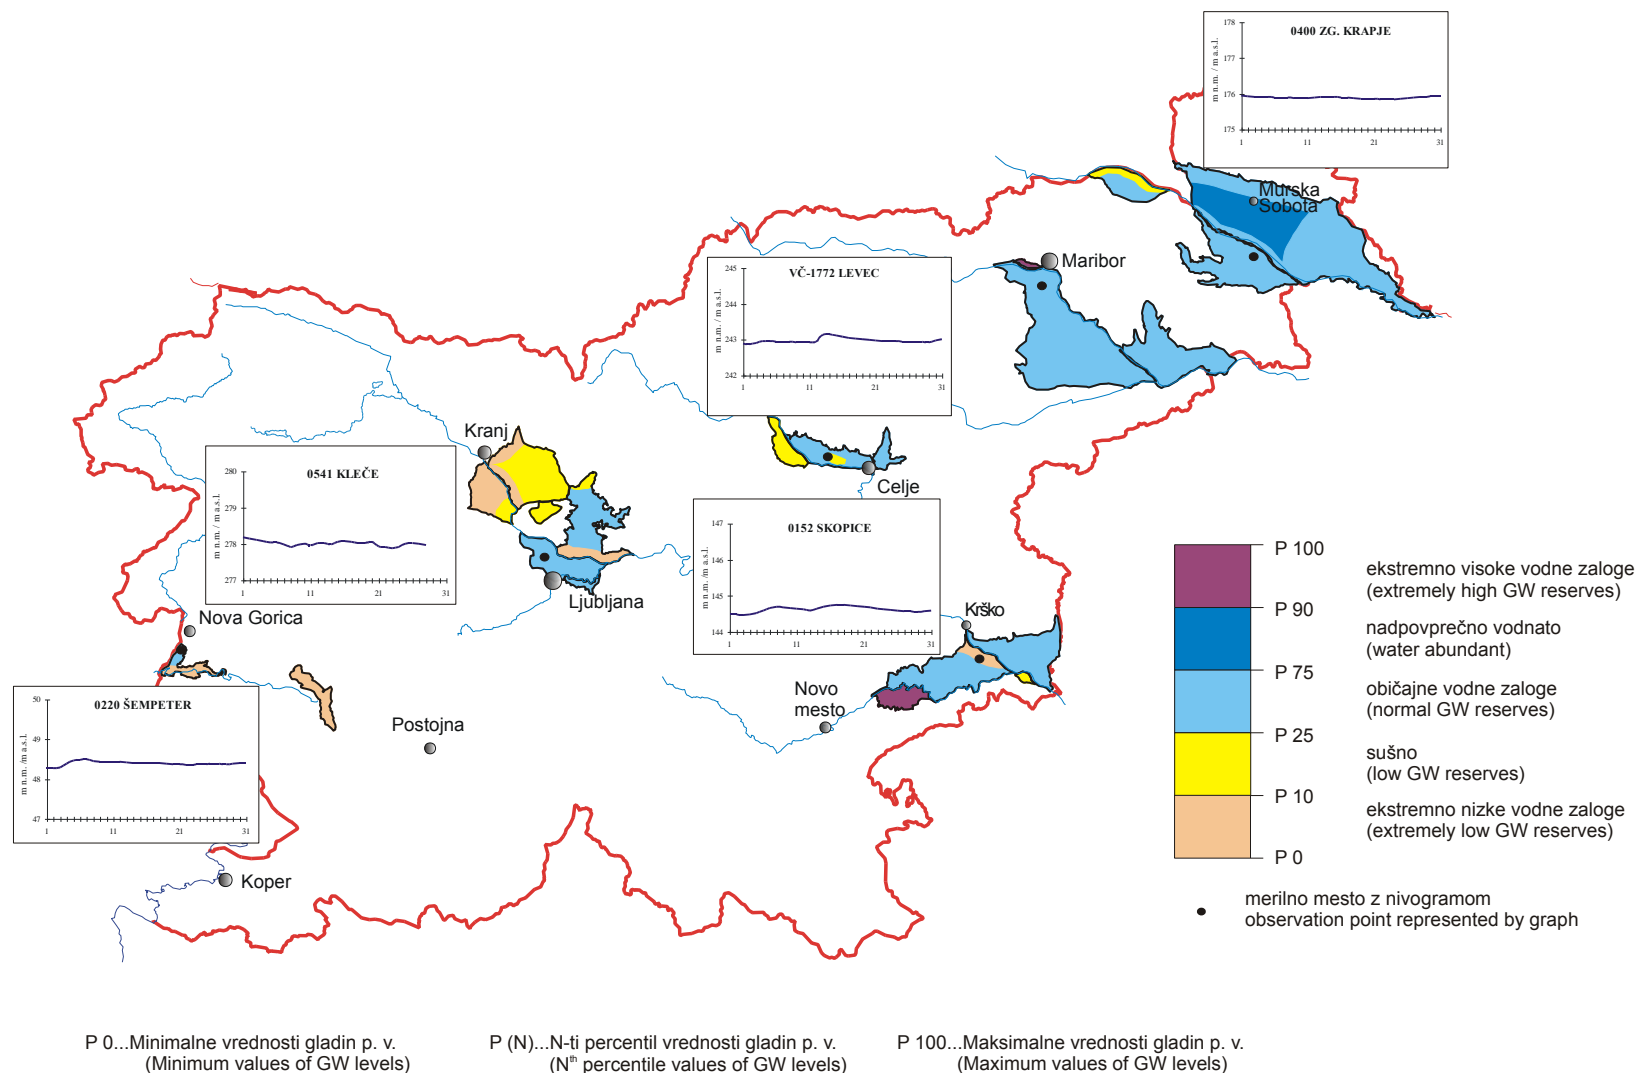 0400 ZG. KRAPJE
m n.m. / m a.s.l.
178
177
176
175
1
11
21
31
Murska
Sobota
Maribor
VČ-1772 LEVEC
m n.m. / m a.s.l.
245
244
243
242
1
11
21
31
Kranj
Celje
0541 KLEČE
m n.m. / m a.s.l.
280
279
278
277
1
11
21
31
0152 SKOPICE
m n.m. /m a.s.l.
147
146
145
144
1
11
21
31
Ljubljana
Nova Gorica
Krško
Novo
mesto
Postojna
0220 ŠEMPETER
m n.m. /m a.s.l.
50
49
48
47
1
11
21
31
Koper
P 100
ekstremno visoke vodne zaloge
(extremely high GW reserves)
P 90
nadpovprečno vodnato
(water abundant)
P 75
običajne vodne zaloge
(normal GW reserves)
P 25
sušno
(low GW reserves)
P 10
ekstremno nizke vodne zaloge
(extremely low GW reserves)
P 0
merilno mesto z nivogramom
observation point represented by graph
P 0...Minimalne vrednosti gladin p. v.
(Minimum values of GW levels)
P (N)...N-ti percentil vrednosti gladin p. v.
(Nth percentile values of GW levels)
P 100...Maksimalne vrednosti gladin p. v.
(Maximum values of GW levels)